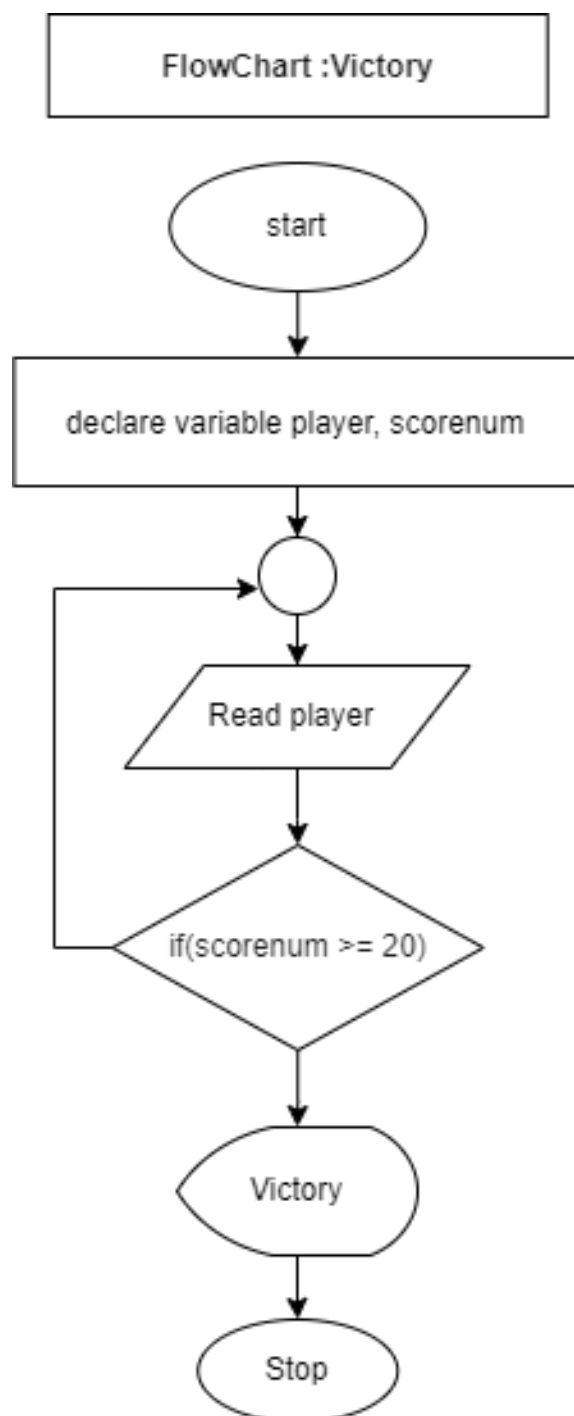 FlowChart :Victory
start
declare variable player, scorenum
Read player
if(scorenum >= 20)
Victory
Stop